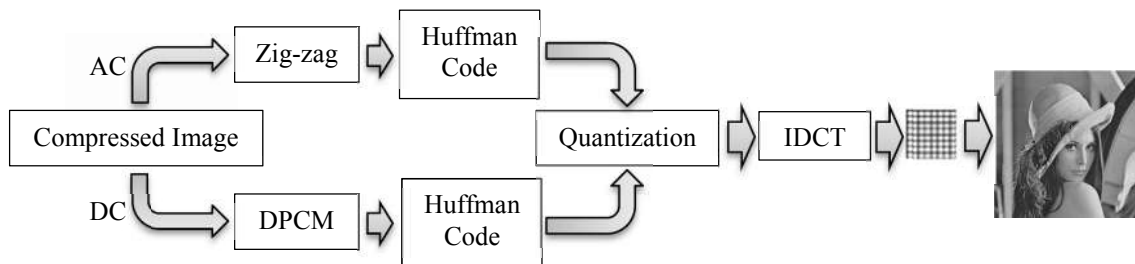 AC
Zig-zag
Huffman
Code
Compressed Image
Quantization
IDCT
DC
DPCM
Huffman
Code